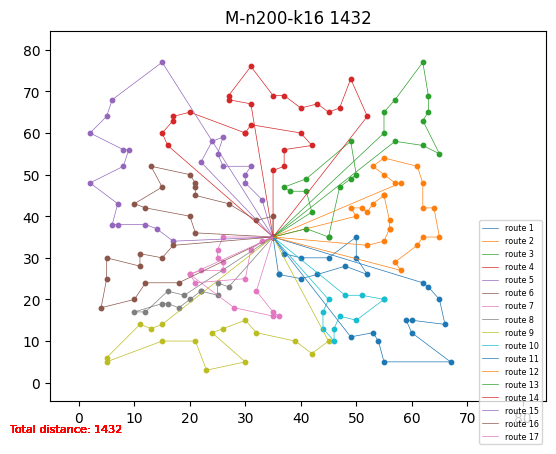 M-n200-k16 1432
80
70
60
50
40
30
20
10
0
0 10 20 30 40 50 60 70 80
route 1
route 2
route 3
route 4
route 5
route 6
route 7
route 8
route 9
route 10
route 11
route 12
route 13
route 14
route 15
route 16
route 17
Total distance: 1432